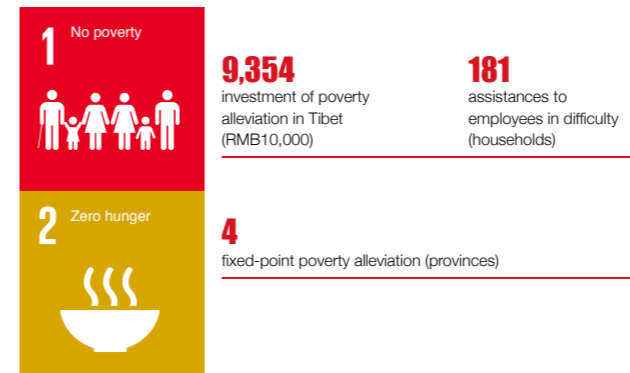 1 No poverty
9,354
investment of poverty
alleviation in Tibet
(RMB10,000)
181
assistances to
employees in difficulty
(households)
2 Zero hunger
4
fixed-point poverty alleviation (provinces)